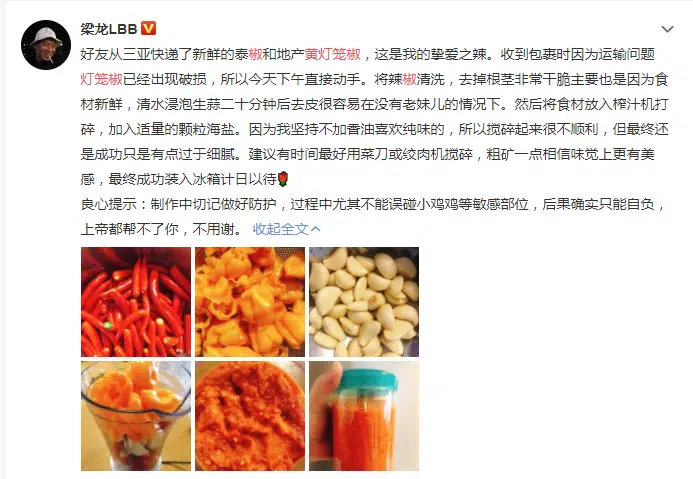 梁龙LBB
好友从三亚快递了新鲜的泰椒和地产黄灯笼椒，这是我的挚爱之辣。收到包裹时因为运输问题
灯笼椒已经出现破损，所以今天下午直接动手。将辣椒清洗，去掉根茎非常干脆主要也是因为食
材新鲜，清水浸泡生蒜二十分钟后去皮很容易在没有老妹儿的情况下。然后将食材放入榨汁机打
碎，加入适量的颗粒海盐。因为我坚持不加香油喜欢纯味的，所以搅碎起来很不顺利，但最终还
是成功只是有点过于细腻。建议有时间最好用菜刀或绞肉机搅碎，粗矿一点相信味觉上更有美
感，最终成功装入冰箱计日以待🌹
良心提示：制作中切记做好防护，过程中尤其不能误碰小鸡鸡等敏感部位，后果确实只能自负，
上帝都帮不了你，不用谢。 收起全文